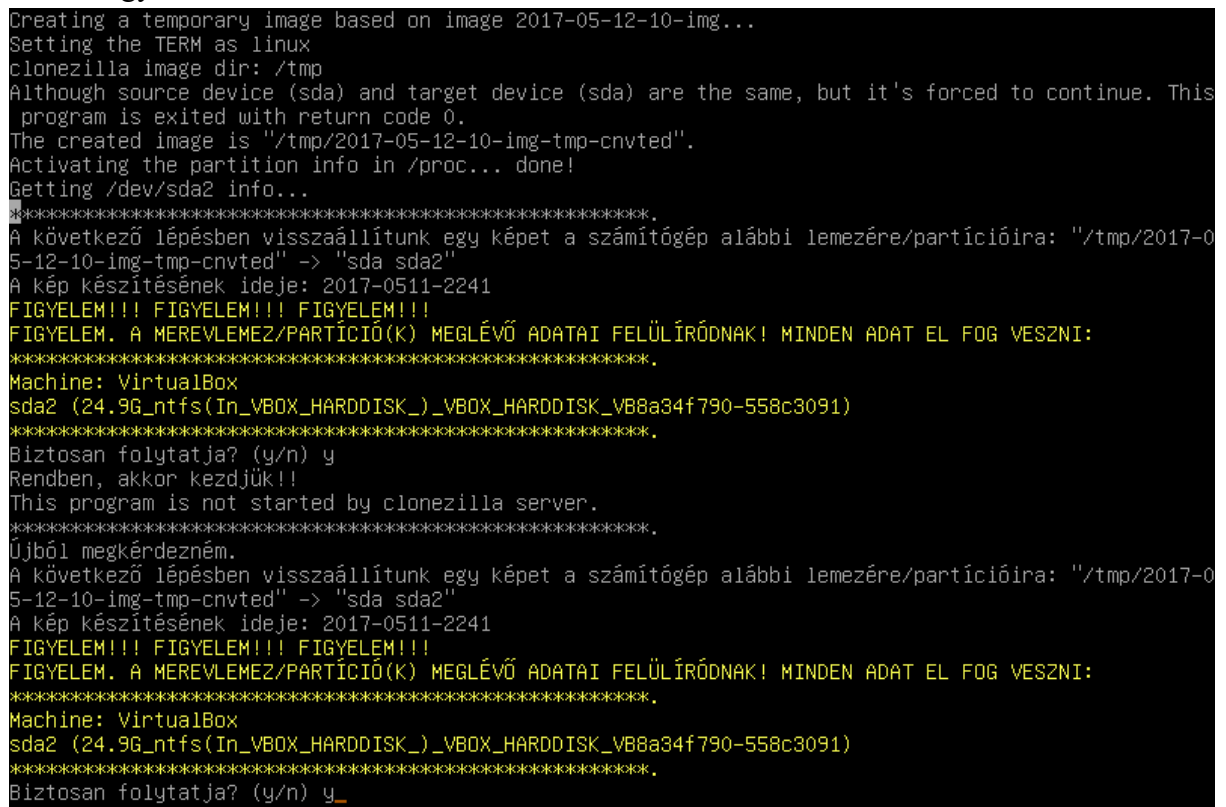 Creating a temporary image based on image 2017-05-12-10-img...
Setting the TERM as linux
clonezilla image dir: /tmp
Although source device (sda) and target device (sda) are the same, but it's forced to continue. This
 program is exited with return code 0.
The created image is "/tmp/2017-05-12-10-img-tmp-cnvted".
Activating the partition info in /proc... done!
Getting /dev/sda2 info...
*****************************************************.
A következő lépésben visszaállítunk egy képet a számítógép alábbi lemezére/partícióira: "/tmp/2017-0
5-12-10-img-tmp-cnvted" -> "sda sda2"
A kép készítésének ideje: 2017-0511-2241
FIGYELEM!!! FIGYELEM!!! FIGYELEM!!!
FIGYELEM. A MEREVLEMEZ/PARTÍCIÓ(K) MEGLÉVŐ ADATAI FELÜLÍRÓDNAK! MINDEN ADAT EL FOG VESZNI:
*****************************************************.
Machine: VirtualBox
sda2 (24.9G_ntfs(In_VBOX_HARDDISK_)_VBOX_HARDDISK_VB8a34f790-558c3091)
*****************************************************.
Biztosan folytatja? (y/n) y
Rendben, akkor kezdjük!!
This program is not started by clonezilla server.
*****************************************************.
Újból megkérdezném.
A következő lépésben visszaállítunk egy képet a számítógép alábbi lemezére/partícióira: "/tmp/2017-0
5-12-10-img-tmp-cnvted" -> "sda sda2"
A kép készítésének ideje: 2017-0511-2241
FIGYELEM!!! FIGYELEM!!! FIGYELEM!!!
FIGYELEM. A MEREVLEMEZ/PARTÍCIÓ(K) MEGLÉVŐ ADATAI FELÜLÍRÓDNAK! MINDEN ADAT EL FOG VESZNI:
*****************************************************.
Machine: VirtualBox
sda2 (24.9G_ntfs(In_VBOX_HARDDISK_)_VBOX_HARDDISK_VB8a34f790-558c3091)
*****************************************************.
Biztosan folytatja? (y/n) y_